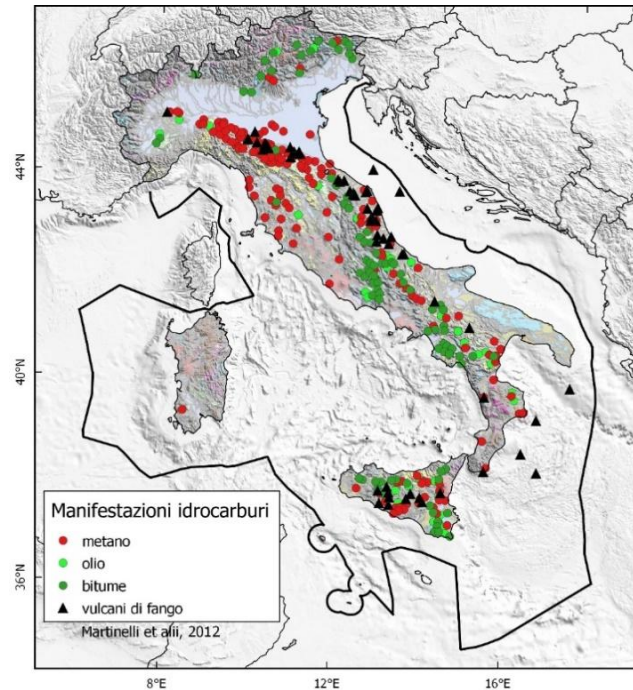 44°N
40°N
36°N
Manifestazioni idrocarburi
metano
olio
bitume
vulcani di fango
Martinelli et alii, 2012
8°E
12°E
16°E